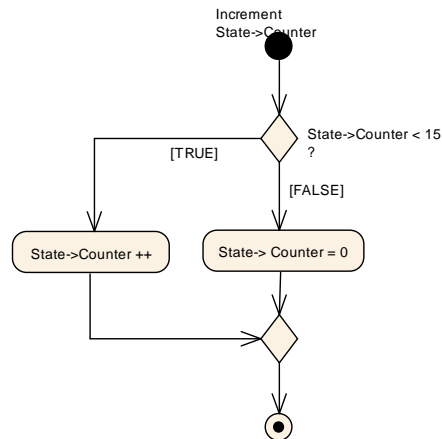 Increment
State->Counter
State->Counter < 15
?
[TRUE]
[FALSE]
State->Counter ++
State-> Counter = 0